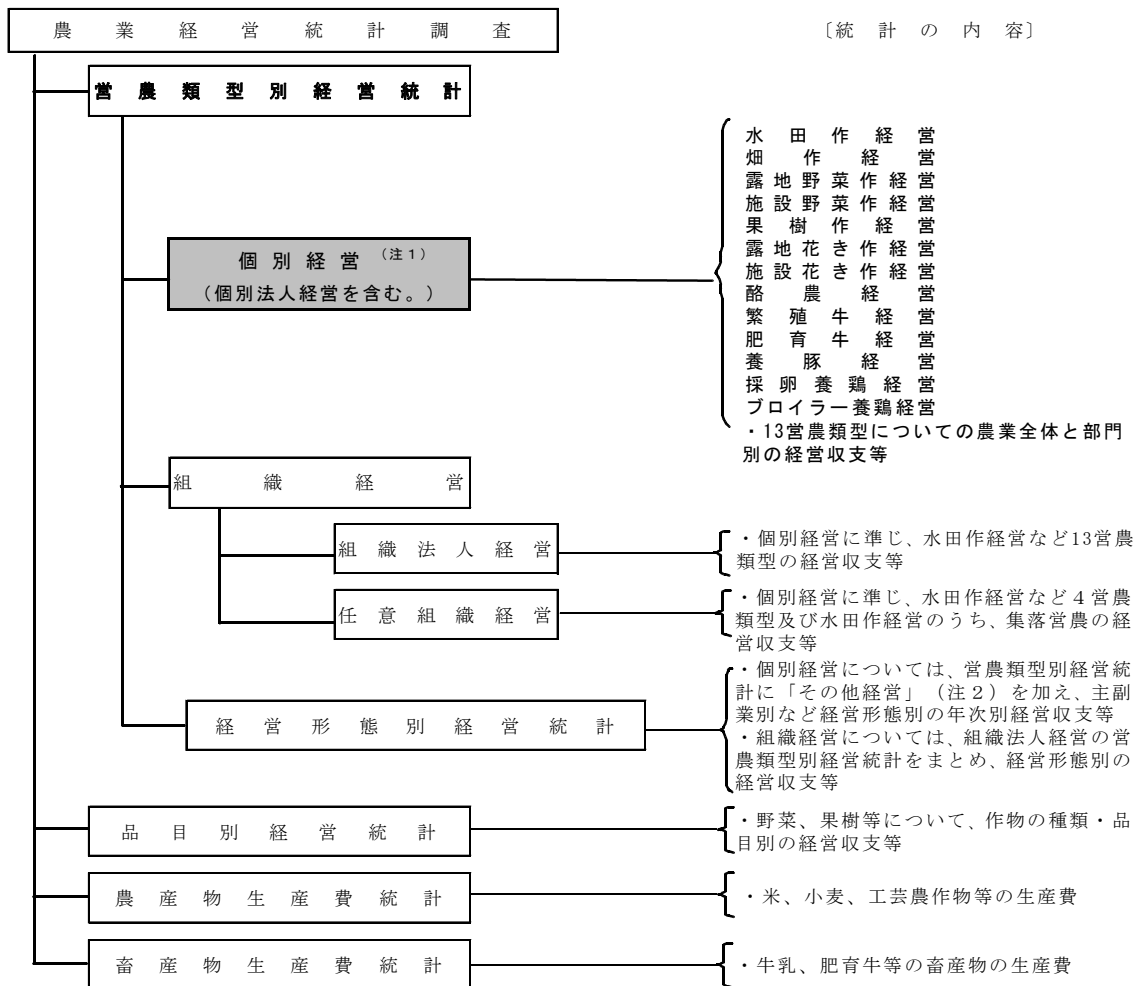 農業経営統計調査
〔統計の内容〕
営農類型別経営統計
個別経営（注１）
（個別法人経営を含む。）
水田作経営
畑作経営
露地野菜作経営
施設野菜作経営
果樹作経営
露地花き作経営
施設花き作経営
酪農経営
繁殖牛経営
肥育牛経営
養豚経営
採卵養鶏経営
ブロイラー養鶏経営
・13営農類型についての農業全体と部門
別の経営収支等
組織経営
組織法人経営
・個別経営に準じ、水田作経営など13営農
類型の経営収支等
任意組織経営
・個別経営に準じ、水田作経営など４営農
類型及び水田作経営のうち、集落営農の経
営収支等
経営形態別経営統計
・個別経営については、営農類型別経営統
計に「その他経営」（注２）を加え、主副
業別など経営形態別の年次別経営収支等
・組織経営については、組織法人経営の営
農類型別経営統計をまとめ、経営形態別の
経営収支等
品目別経営統計
・野菜、果樹等について、作物の種類・品
目別の経営収支等
農産物生産費統計
・米、小麦、工芸農作物等の生産費
畜産物生産費統計
・牛乳、肥育牛等の畜産物の生産費